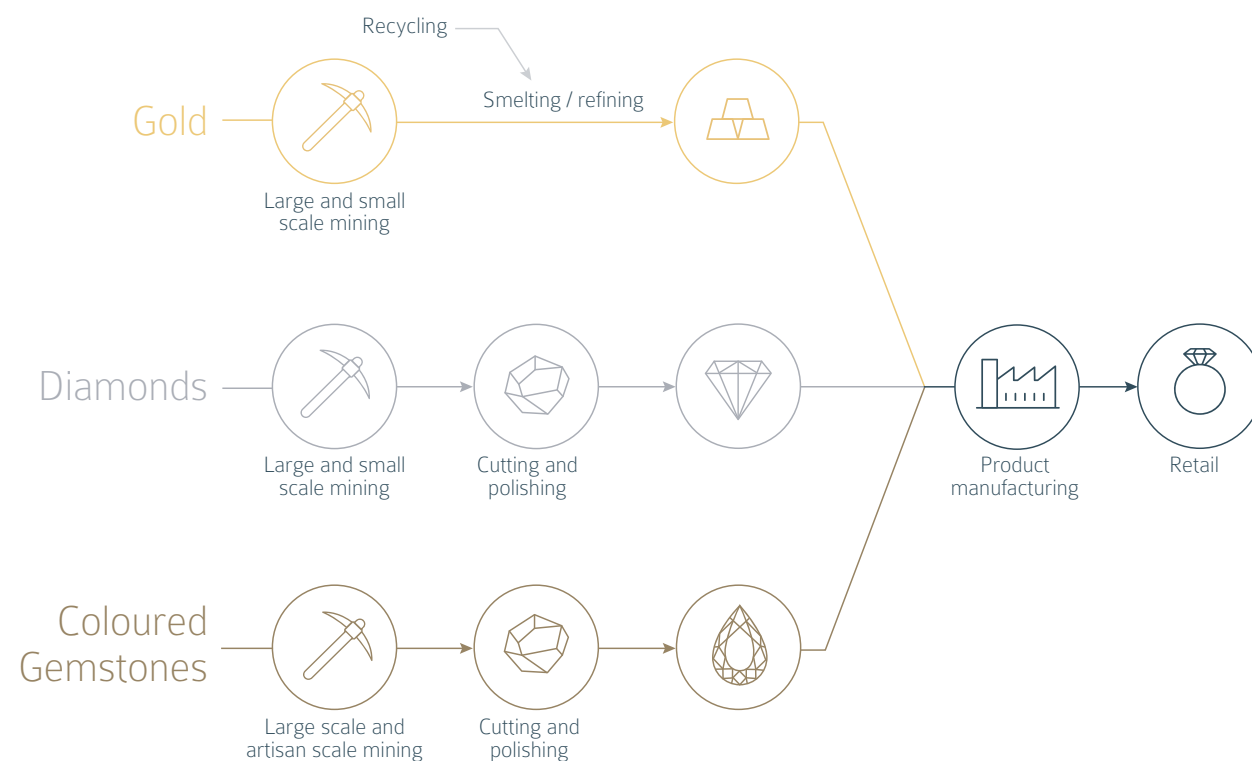 Recycling
Smelting / refining
Gold
Large and small
scale mining
Diamonds
Large and small
scale mining
Cutting and
polishing
Product
manufacturing
Retail
Coloured
Gemstones
Large scale and
artisan scale mining
Cutting and
polishing